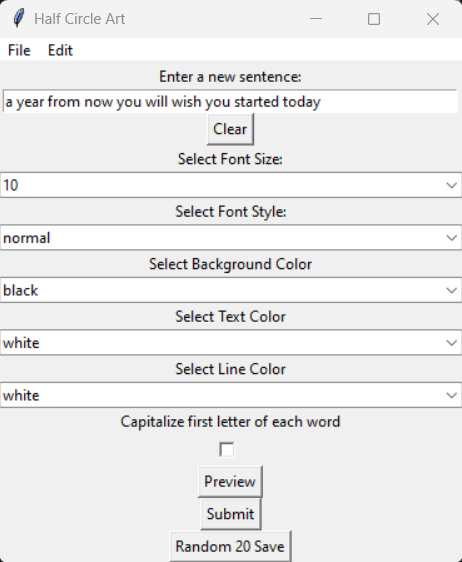 Half Circle Art
File Edit
Enter a new sentence:
a year from now you will wish you started today
Clear
Select Font Size:
10
Select Font Style:
normal
Select Background Color
black
Select Text Color
white
Select Line Color
white
Capitalize first letter of each word
Preview
Submit
Random 20 Save